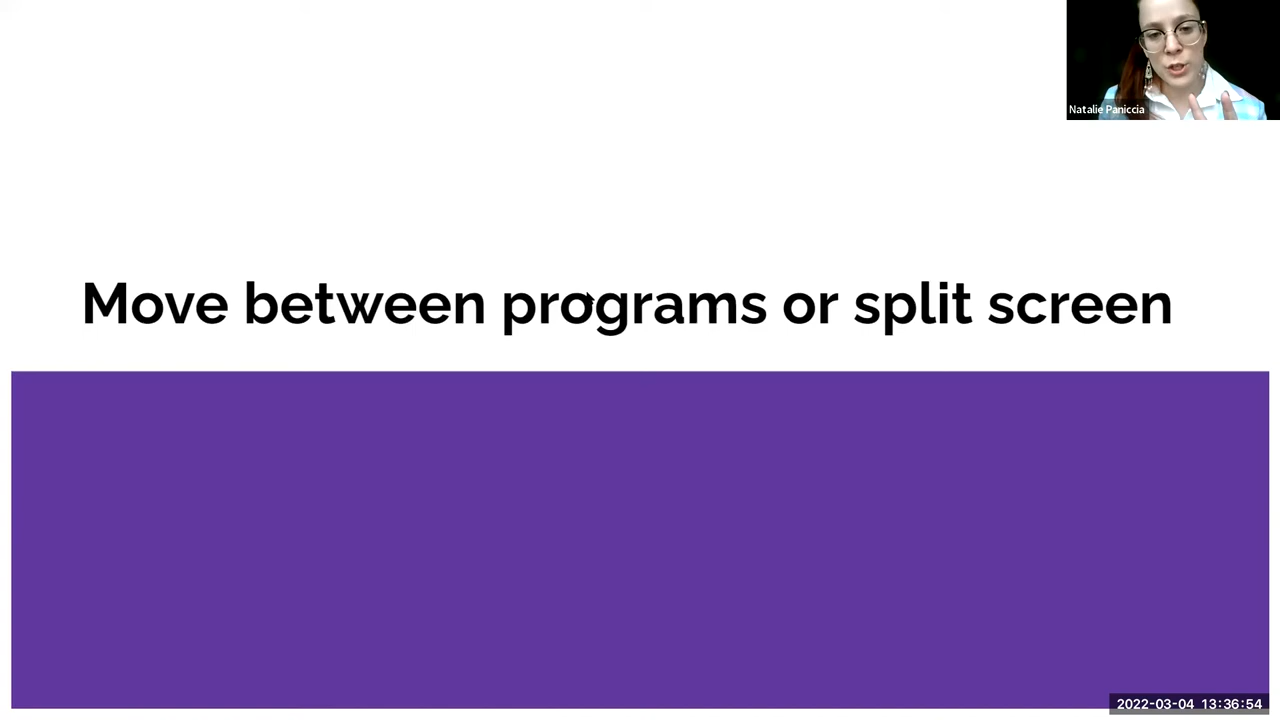 Natalie Paniccia
Move between programs or split screen
2022-03-04 13:36:54